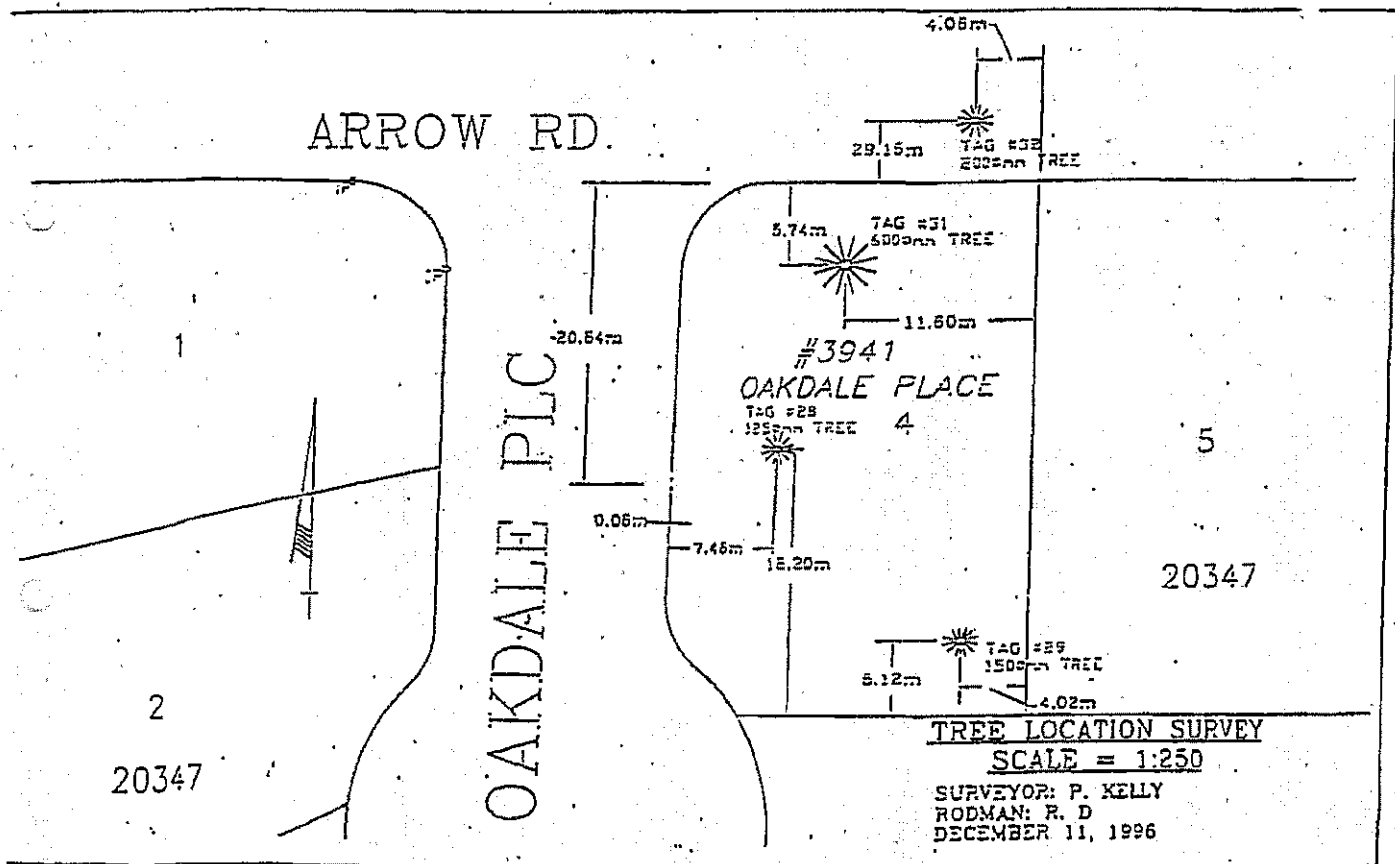 4.06m
ARROW RD.
29.15m
TAG #32
200mm TREE
5.74m
TAG #31
600mm TREE
1
-20.64m
11.60m
#3941
OAKDALE PLACE
TAG #28
125mm TREE
4
5
OAKDALE PLC
0.06m
7.46m
18.20m
20347
TAG #29
150mm TREE
5.12m
4.02m
2
20347
TREE LOCATION SURVEY
SCALE = 1:250
SURVEYOR: P. KELLY
RODMAN: R. D
DECEMBER 11, 1996